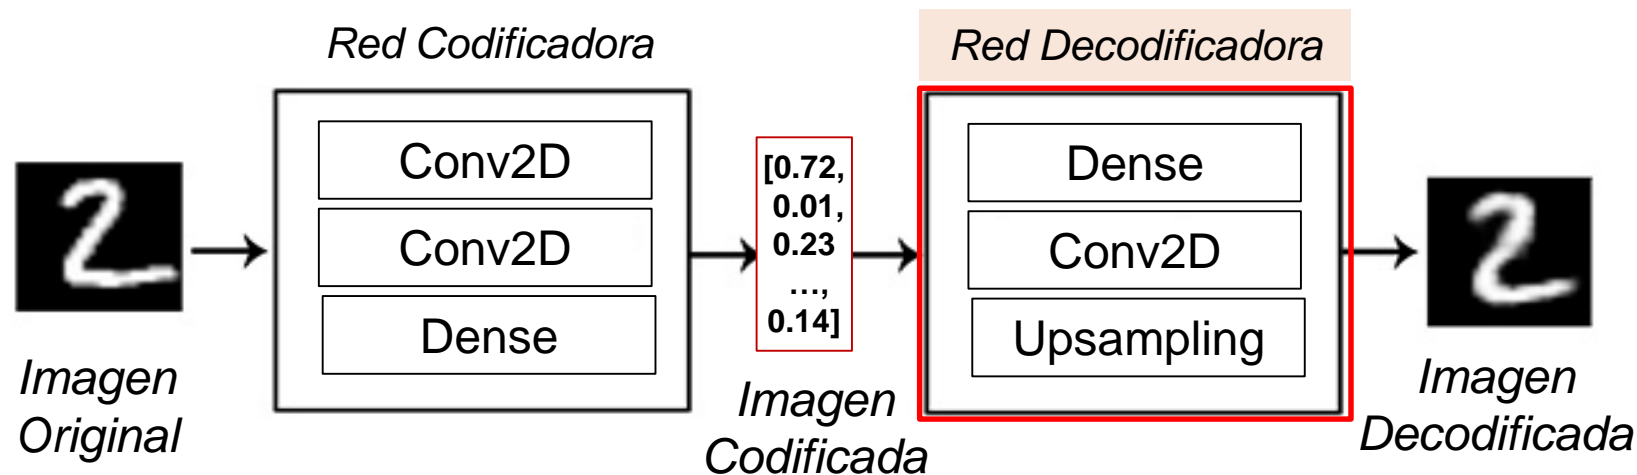 Red Codificadora
Red Decodificadora
Conv2D
Conv2D
Dense
[0.72,
0.01,
0.23
...,
0.14]
Dense
Conv2D
Upsampling
Imagen
Original
Imagen
Codificada
Imagen
Decodificada